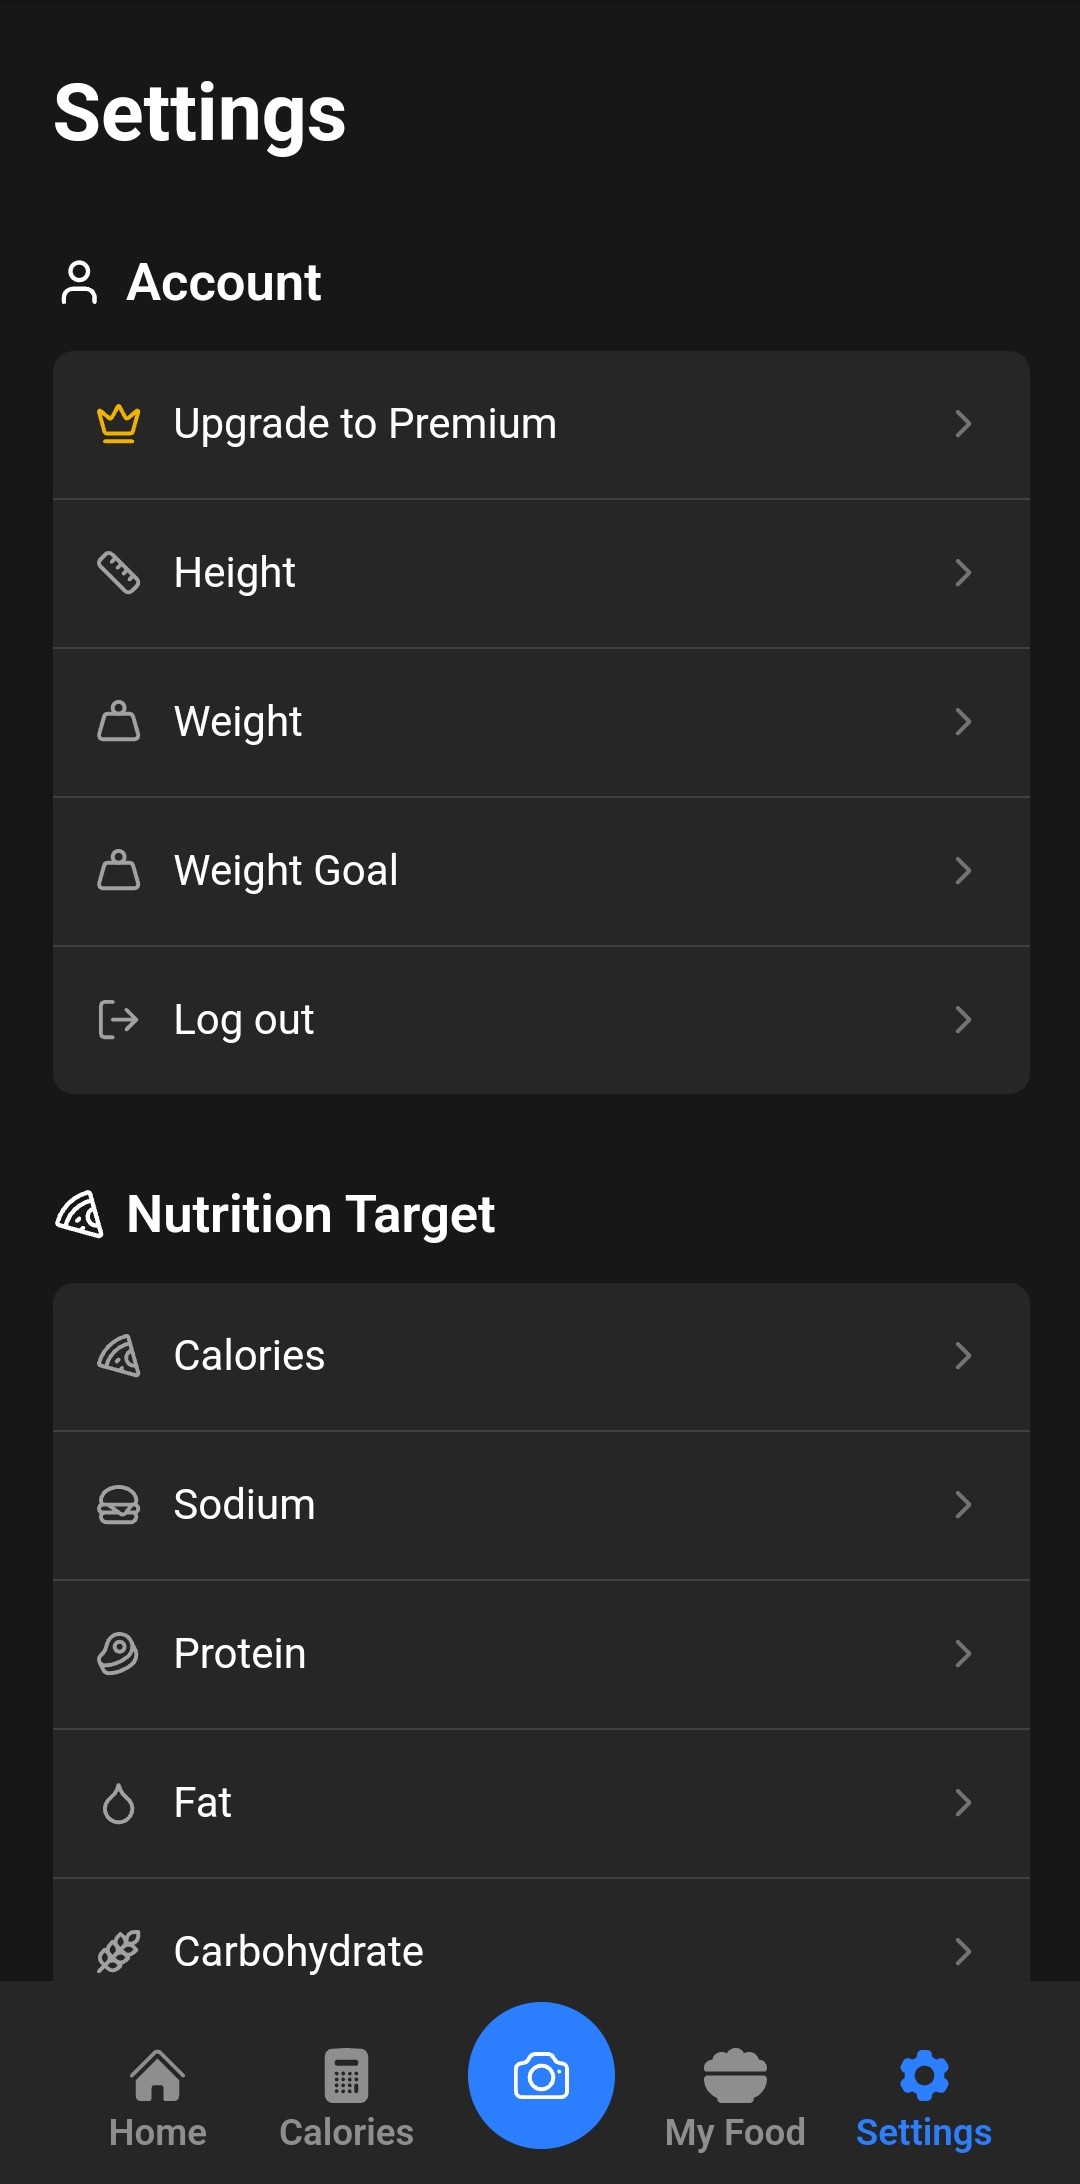 Settings
Account
Upgrade to Premium
Height
Weight
Weight Goal
Log out
Nutrition Target
Calories
Sodium
Protein
Fat
Carbohydrate
Home
Calories
My Food
Settings